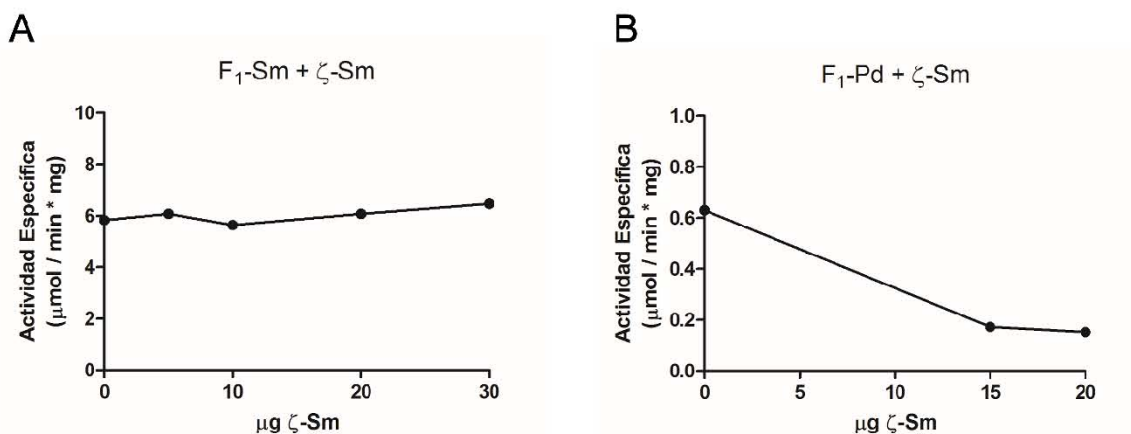 A
F₁-Sm + ζ-Sm
Actividad Específica
(μmol / min * mg)
10
8
6
4
2
0
0 10 20 30
μg ζ-Sm
B
F₁-Pd + ζ-Sm
Actividad Específica
(μmol / min * mg)
1.0
0.8
0.6
0.4
0.2
0.0
0 5 10 15 20
μg ζ-Sm